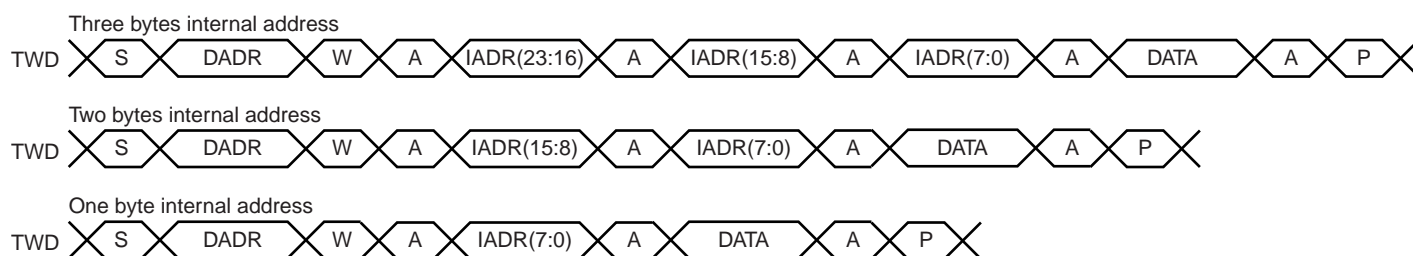 Three bytes internal address
TWD S DADR W A IADR(23:16) A IADR(15:8) A IADR(7:0) A DATA A P
Two bytes internal address
TWD S DADR W A IADR(15:8) A IADR(7:0) A DATA A P
One byte internal address
TWD S DADR W A IADR(7:0) A DATA A P